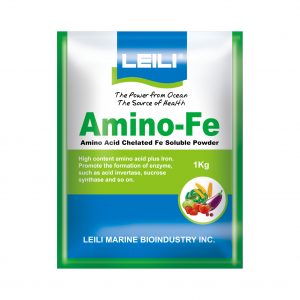 LEILI
The Power from Ocean
The Source of Health
Amino-Fe
Amino Acid Chelated Fe Soluble Powder
High content amino acid plus Iron.
Promote the formation of enzyme,
such as acid invertase, sucrose
synthase and so on.
1Kg
LEILI MARINE BIOINDUSTRY INC.